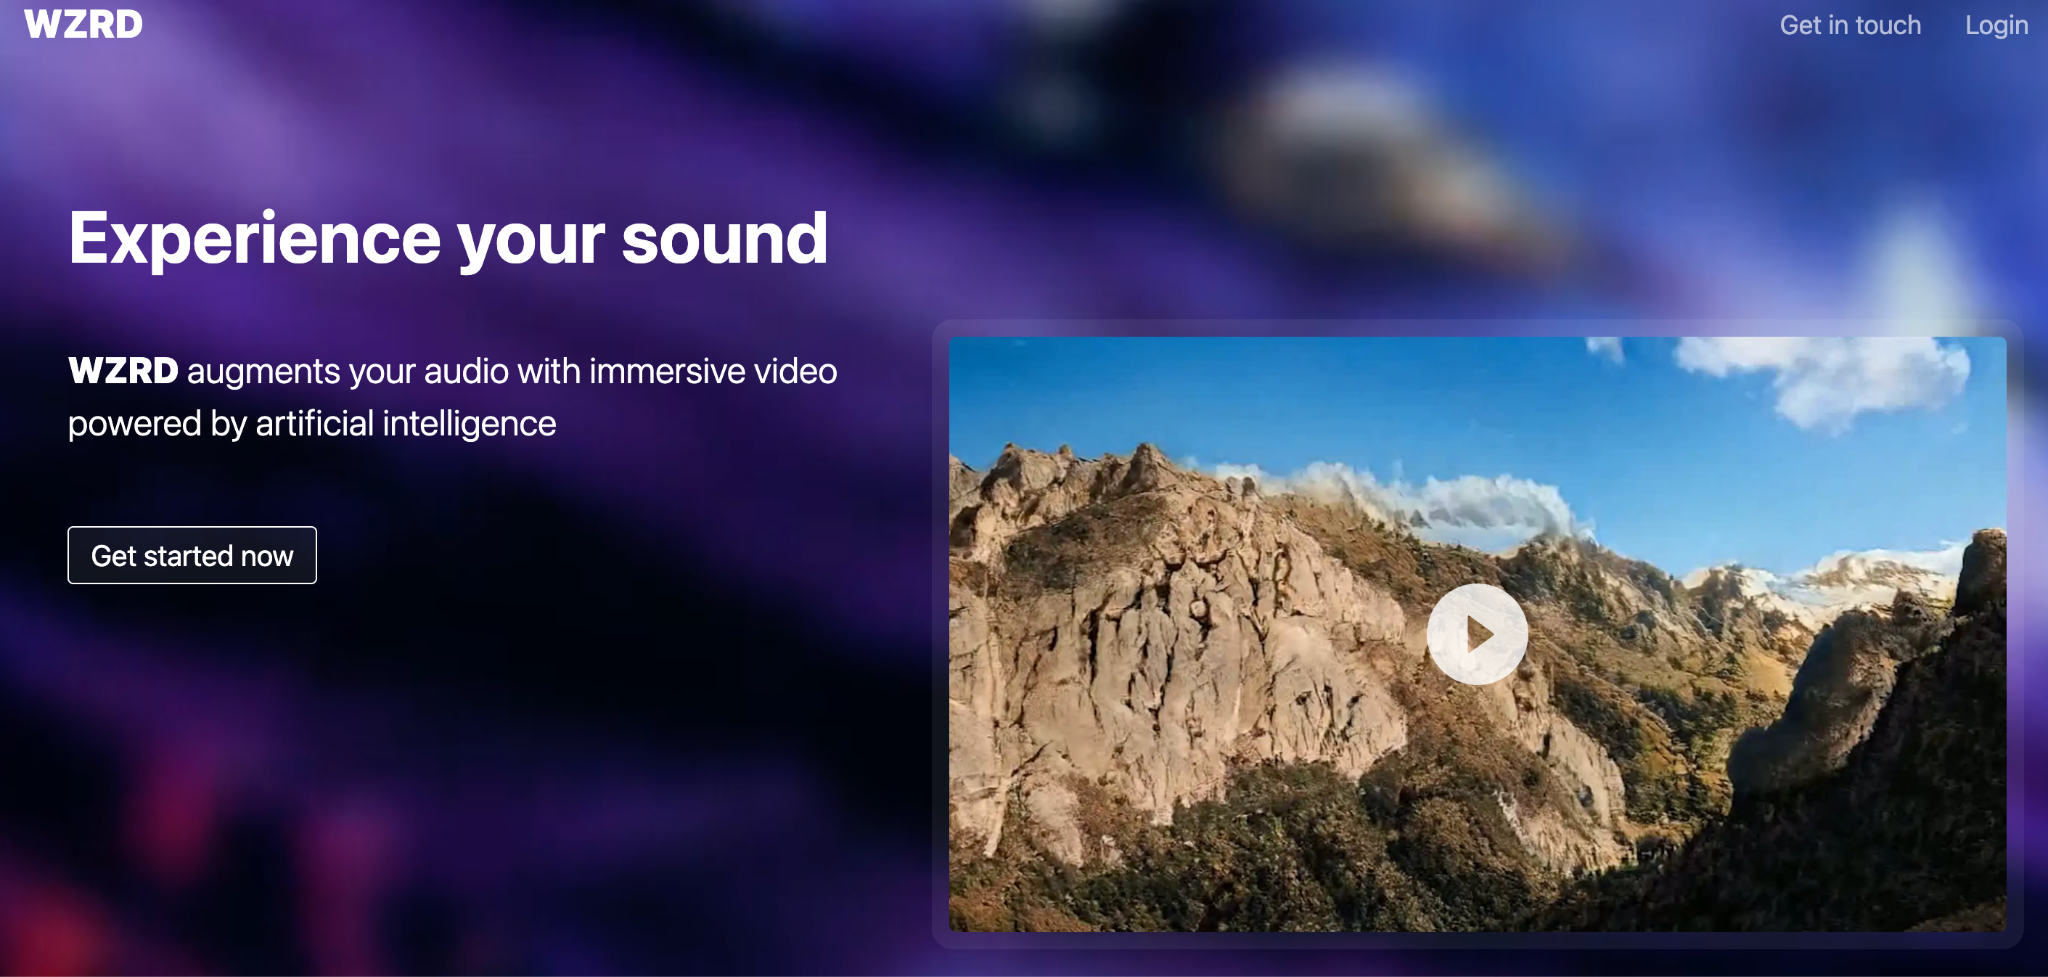 WZRD
Get in touch
Login
Experience your sound
WZRD augments your audio with immersive video
powered by artificial intelligence
Get started now